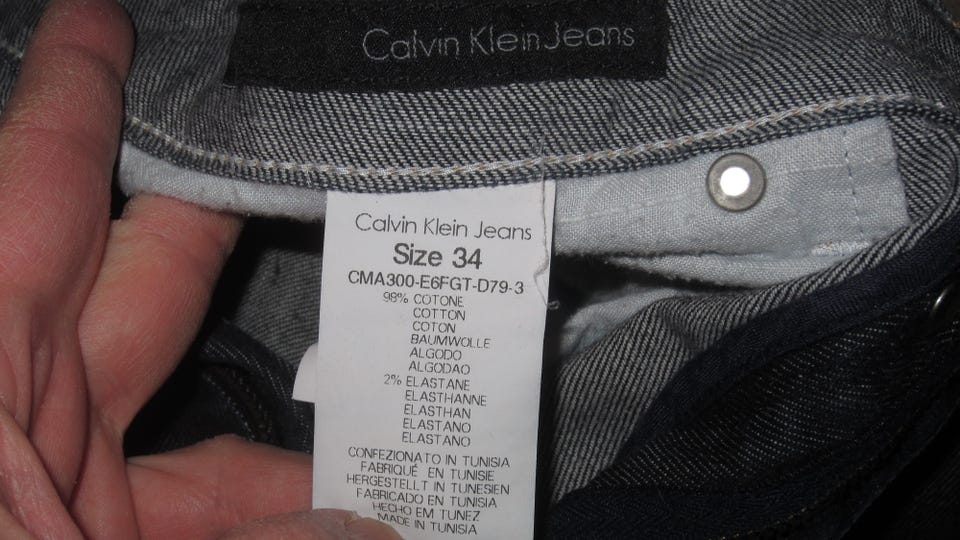 Calvin Klein Jeans
Calvin Klein Jeans
Size 34
CMA300-E6FGT-D79-3
98% COTONE
COTTON
COTON
BAUMWOLLE
ALGODO
ALGODAO
2% ELASTANE
ELASTHANNE
ELASTHAN
ELASTANO
ELASTANO
CONFEZIONATO IN TUNISIA
FABRIQUÉ EN TUNISIE
HERGESTELLT IN TUNESIEN
FABRICADO EN TUNISIA
HECHO EM TUNEZ
MADE IN TUNISIA